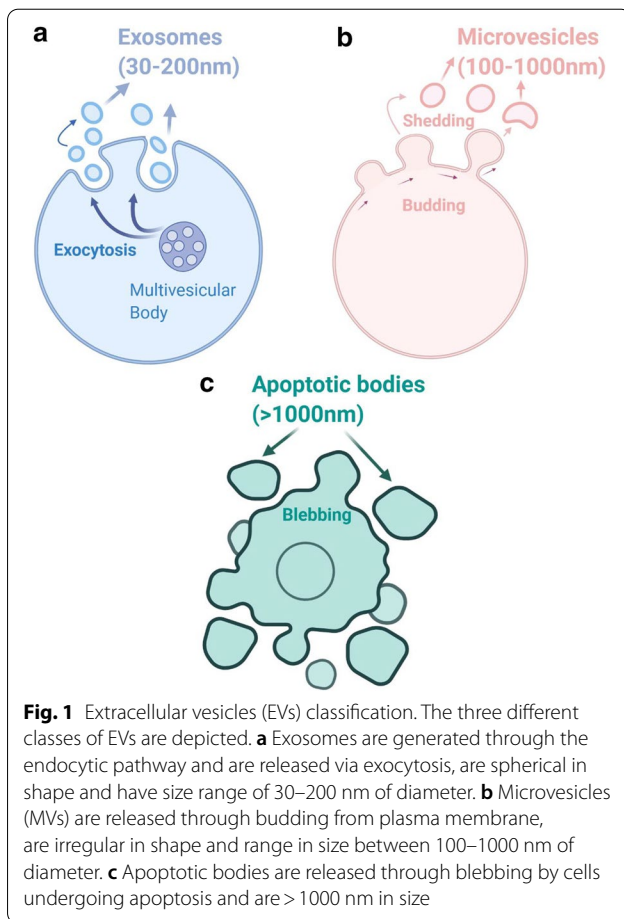 a
Exosomes
(30-200nm)
Exocytosis
Multivesicular
Body
b
Microvesicles
(100-1000nm)
Shedding
Budding
c
Apoptotic bodies
(>1000nm)
Blebbing
Fig. 1 Extracellular vesicles (EVs) classification. The three different
classes of EVs are depicted. a Exosomes are generated through the
endocytic pathway and are released via exocytosis, are spherical in
shape and have size range of 30–200 nm of diameter. b Microvesicles
(MVs) are released through budding from plasma membrane,
are irregular in shape and range in size between 100–1000 nm of
diameter. c Apoptotic bodies are released through blebbing by cells
undergoing apoptosis and are > 1000 nm in size